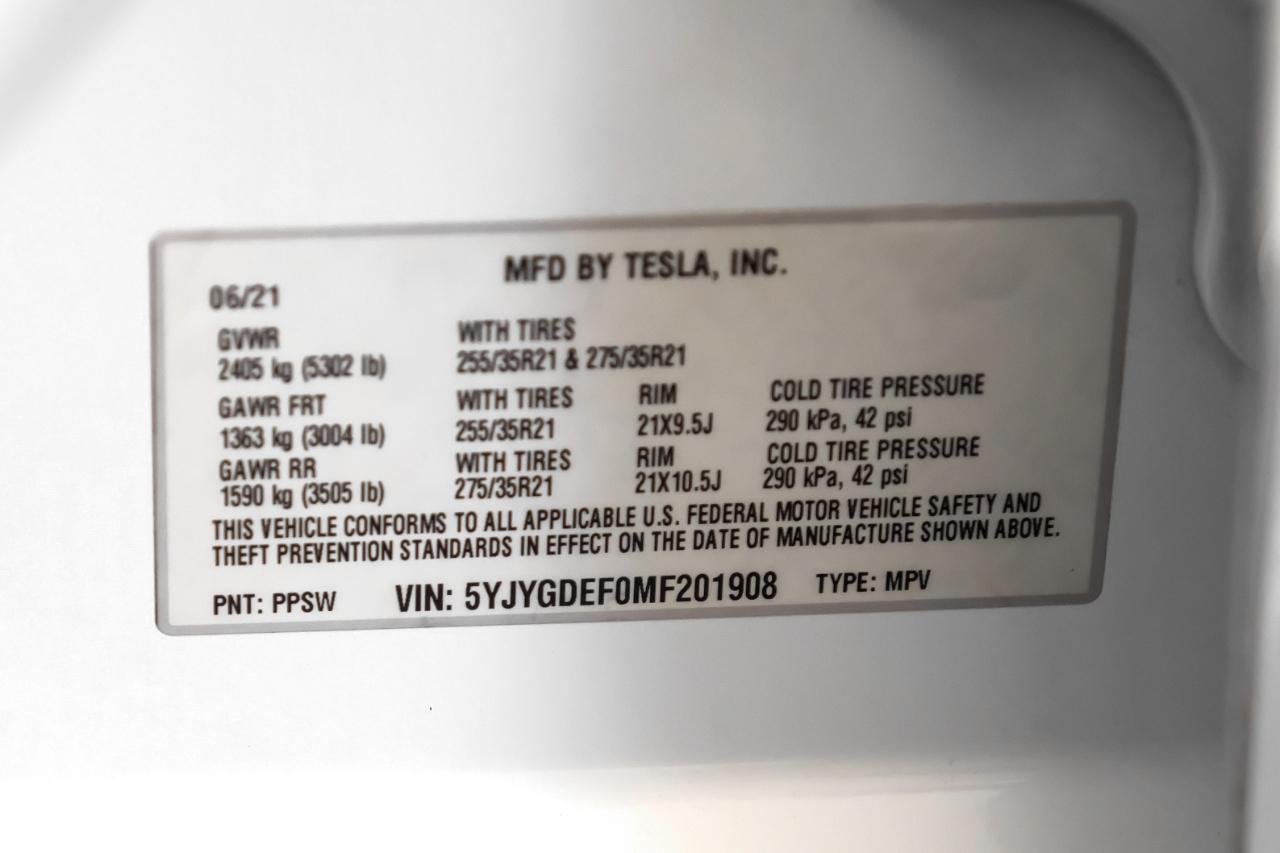 MFD BY TESLA, INC.
06/21
GVWR WITH TIRES
2405 kg (5302 lb) 255/35R21 & 275/35R21
GAWR FRT WITH TIRES RIM COLD TIRE PRESSURE
1363 kg (3004 lb) 255/35R21 21X9.5J 290 kPa, 42 psi
GAWR RR WITH TIRES RIM COLD TIRE PRESSURE
1590 kg (3505 lb) 275/35R21 21X10.5J 290 kPa, 42 psi
THIS VEHICLE CONFORMS TO ALL APPLICABLE U.S. FEDERAL MOTOR VEHICLE SAFETY AND
THEFT PREVENTION STANDARDS IN EFFECT ON THE DATE OF MANUFACTURE SHOWN ABOVE.
PNT: PPSW VIN: 5YJYGDEF0MF201908 TYPE: MPV